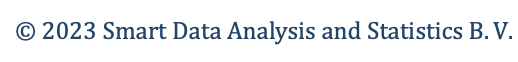 © 2023 Smart Data Analysis and Statistics B. V.